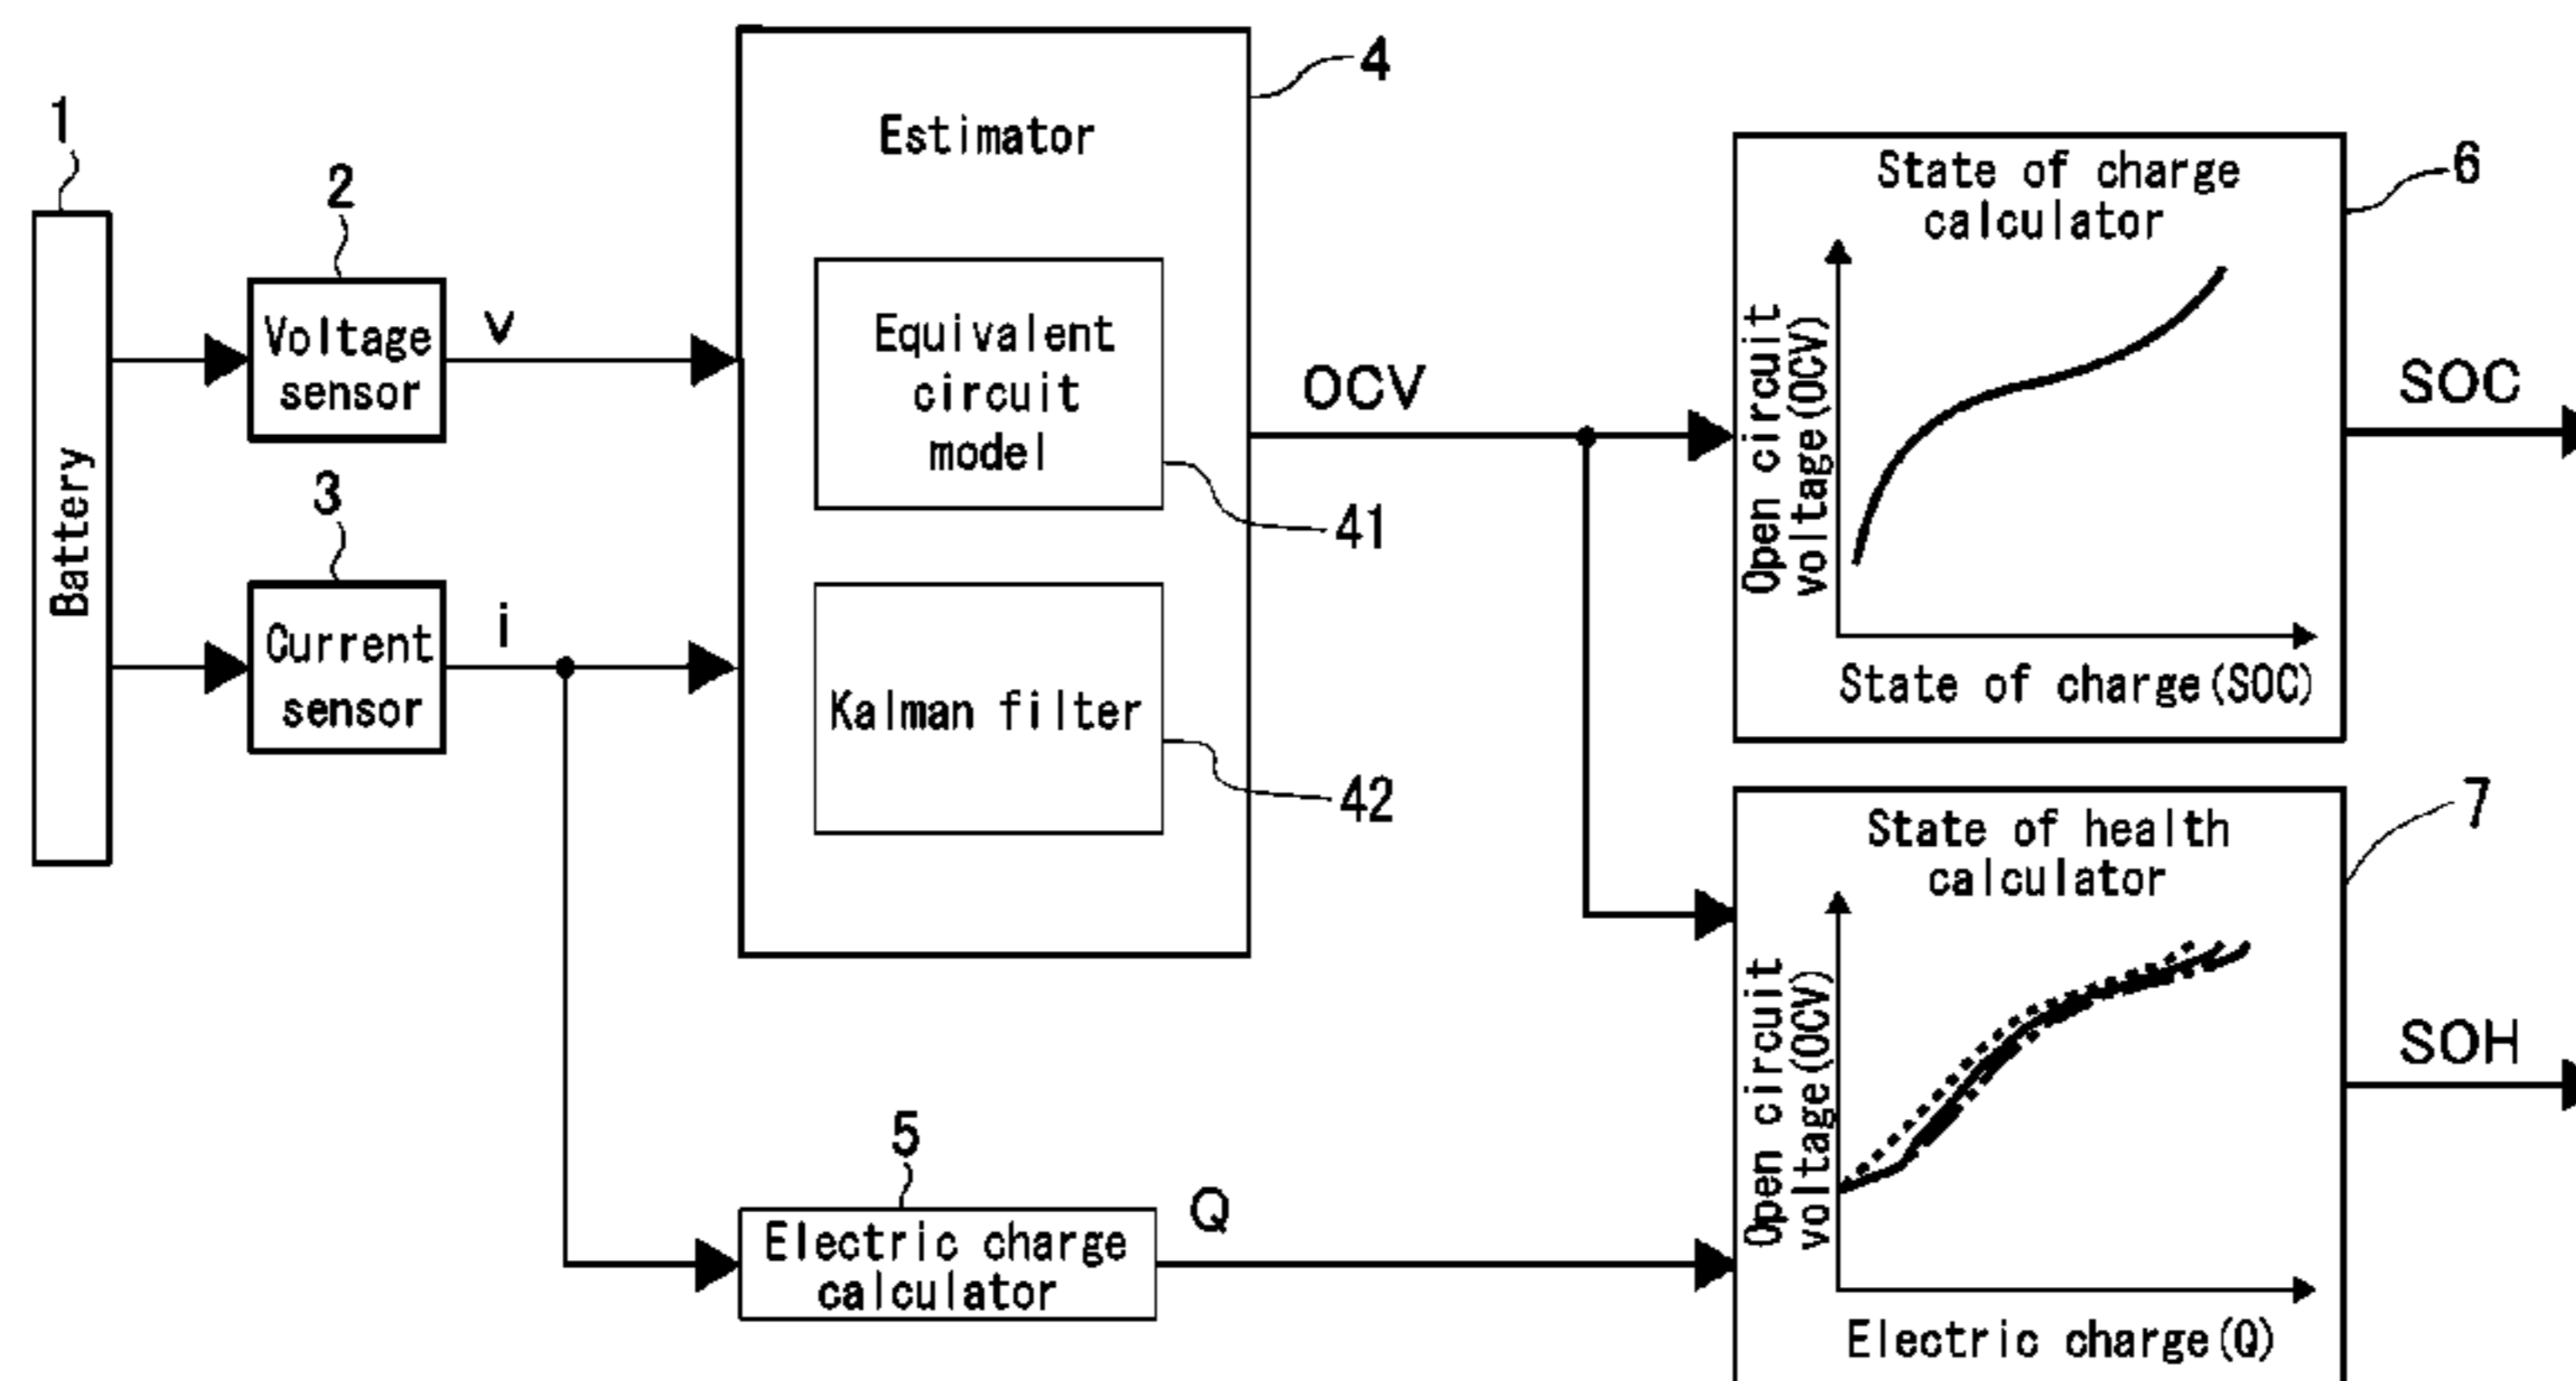 1
Battery
2
Voltage
sensor
v
3
Current
sensor
i
4
Estimator
Equivalent
circuit
model
41
Kalman filter
42
OCV
5
Electric charge
calculator
Q
6
State of charge
calculator
Open circuit
voltage(OCV)
State of charge(SOC)
SOC
7
State of health
calculator
Open circuit
voltage(OCV)
Electric charge(Q)
SOH